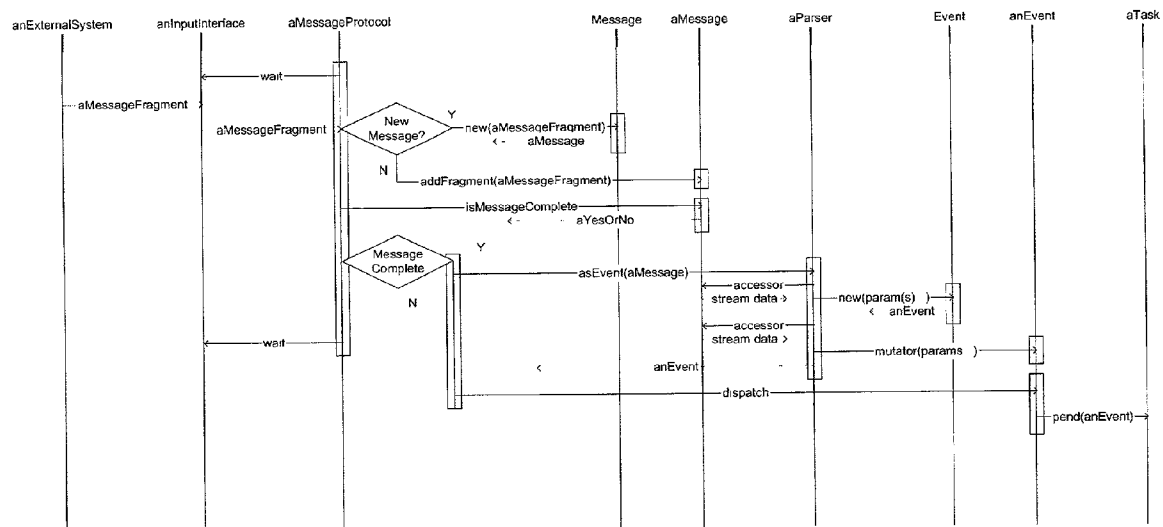 anExternalSystem anInputInterface aMessageProtocol Message aMessage aParser Event anEvent aTask
wait
aMessageFragment
aMessageFragment
New
Message?
Y
new(aMessageFragment)
aMessage
N
addFragment(aMessageFragment)
isMessageComplete
aYesOrNo
Y
Message
Complete
asEvent(aMessage)
N
accessor
stream data
new(param(s) )
anEvent
accessor
stream data
wait
mutator(params )
anEvent
dispatch
pend(anEvent)